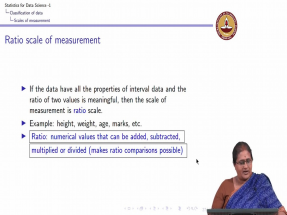 Statistics for Data Science -1
Classification of data
Scales of measurement
Ratio scale of measurement
If the data have all the properties of interval data and the
ratio of two values is meaningful, then the scale of
measurement is ratio scale.
Example: height, weight, age, marks, etc.
Ratio: numerical values that can be added, subtracted,
multiplied or divided (makes ratio comparisons possible)